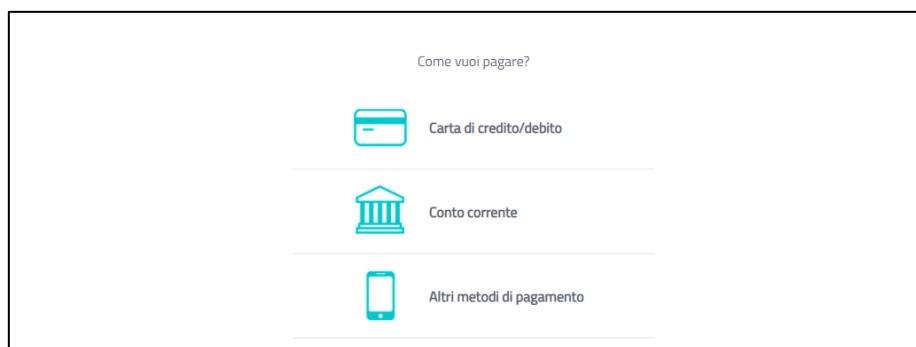 Come vuoi pagare?
Carta di credito/debito
Conto corrente
Altri metodi di pagamento